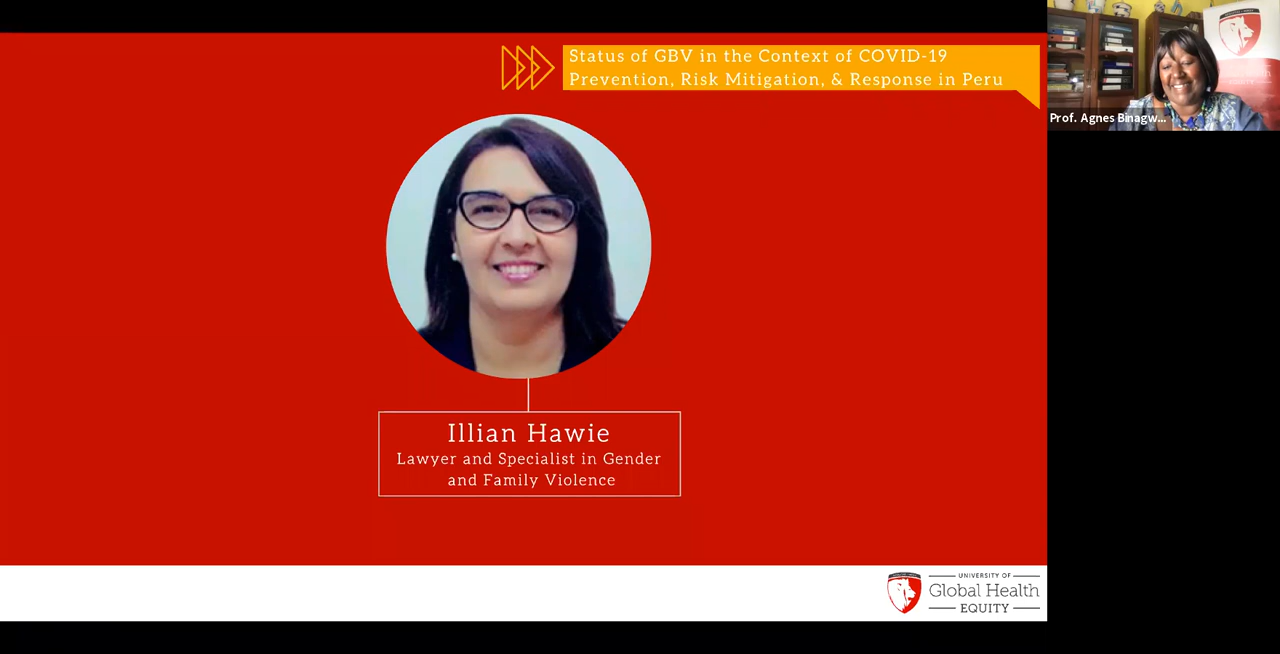 Status of GBV in the Context of COVID-19
Prevention, Risk Mitigation, & Response in Peru
Prof. Agnes Binagw...
Illian Hawie
Lawyer and Specialist in Gender
and Family Violence
UNIVERSITY OF
Global Health
EQUITY